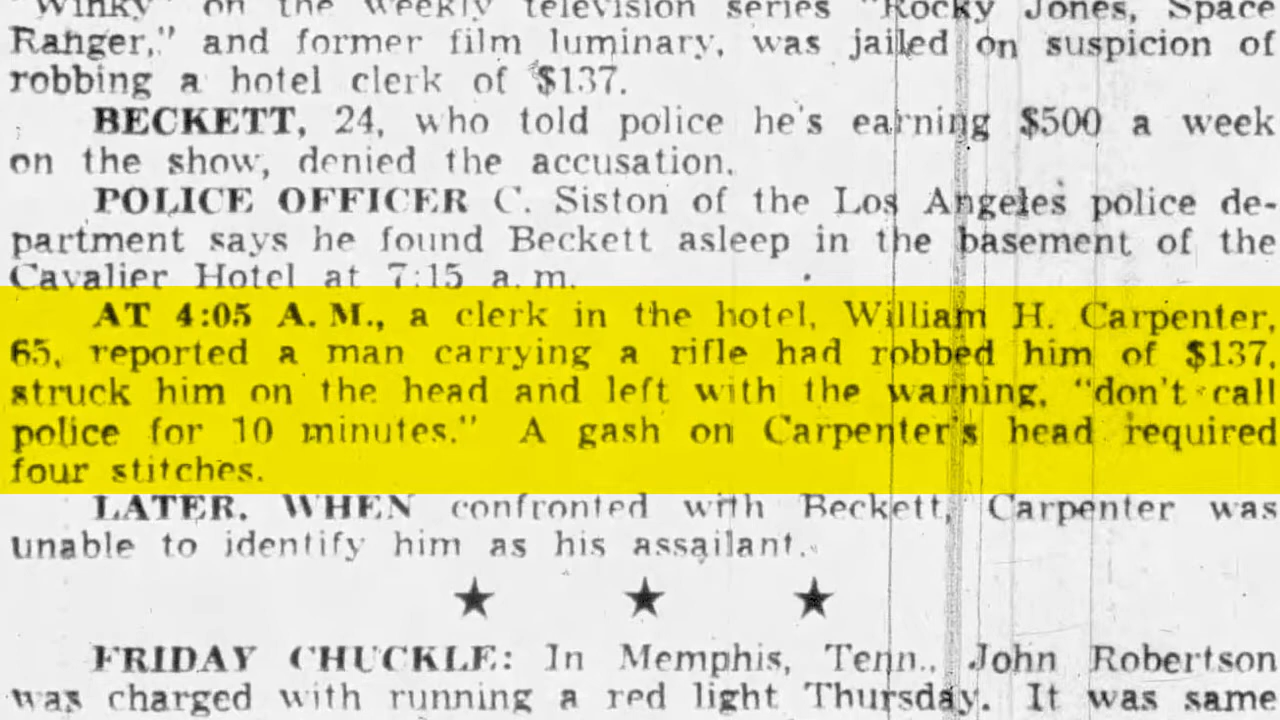 "Winky" on the weekly television series "Rocky Jones, Space
Ranger," and former film luminary, was jailed on suspicion of
robbing a hotel clerk of $137.
BECKETT, 24, who told police he's earning $500 a week
on the show, denied the accusation.
POLICE OFFICER C. Siston of the Los Angeles police de-
partment says he found Beckett asleep in the basement of the
Cavalier Hotel at 7:15 a.m.
AT 4:05 A.M., a clerk in the hotel, William H. Carpenter,
65, reported a man carrying a rifle had robbed him of $137,
struck him on the head and left with the warning, "don't call
police for 10 minutes." A gash on Carpenter's head required
four stitches.
LATER, WHEN confronted with Beckett, Carpenter was
unable to identify him as his assailant.
★ ★ ★
FRIDAY CHUCKLE: In Memphis, Tenn., John Robertson
was charged with running a red light Thursday. It was same